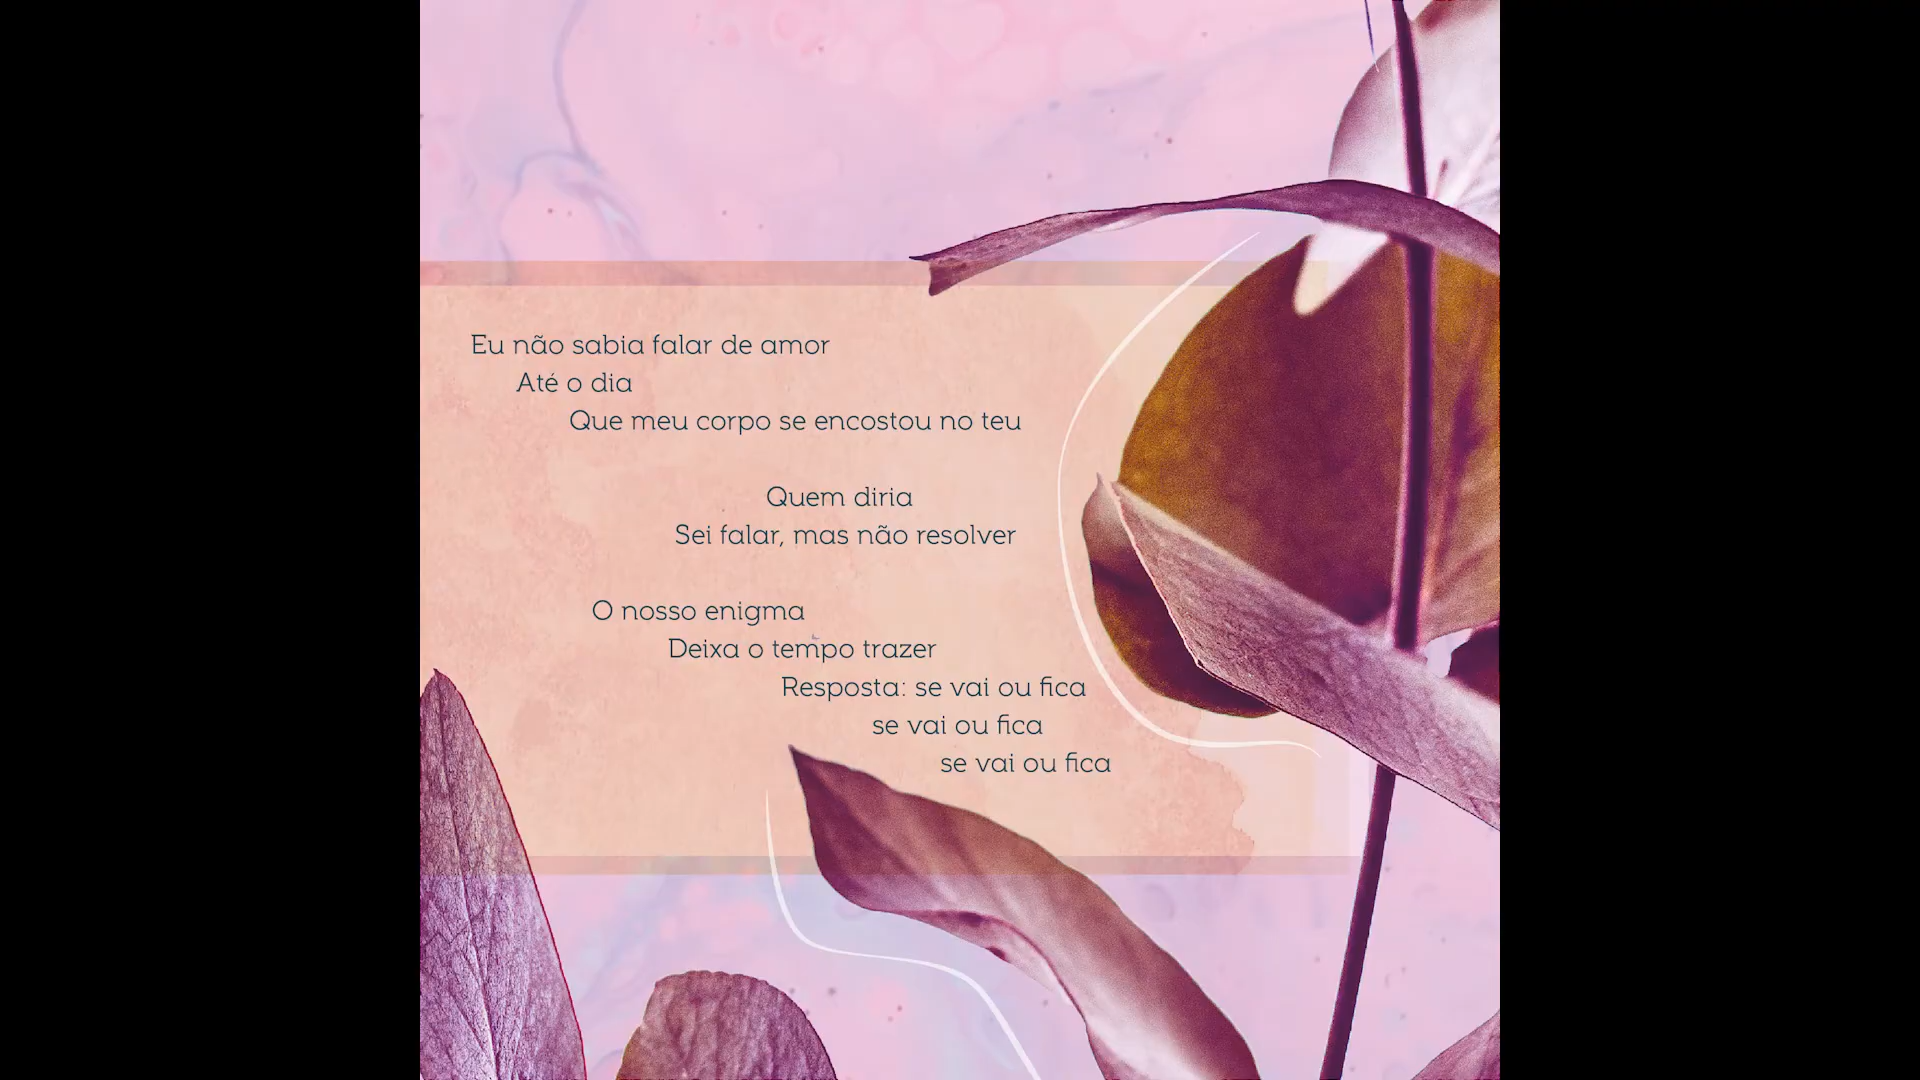 Eu não sabia falar de amor
Até o dia
Que meu corpo se encostou no teu
Quem diria
Sei falar, mas não resolver
O nosso enigma
Deixa o tempo trazer
Resposta: se vai ou fica
se vai ou fica
se vai ou fica